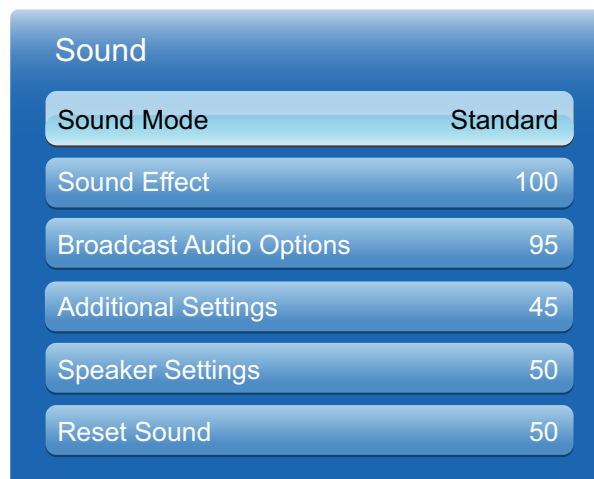 Sound
Sound Mode Standard
Sound Effect 100
Broadcast Audio Options 95
Additional Settings 45
Speaker Settings 50
Reset Sound 50